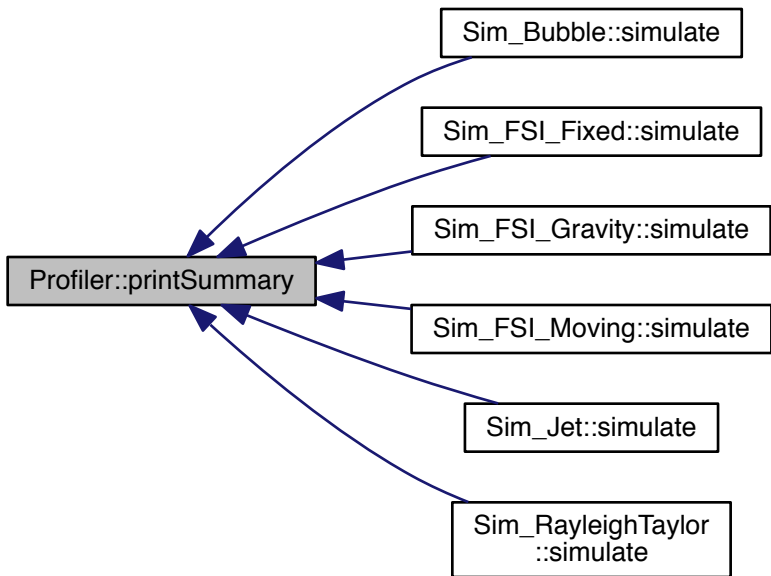 Sim_Bubble::simulate
Sim_FSI_Fixed::simulate
Sim_FSI_Gravity::simulate
Profiler::printSummary
Sim_FSI_Moving::simulate
Sim_Jet::simulate
Sim_RayleighTaylor
::simulate